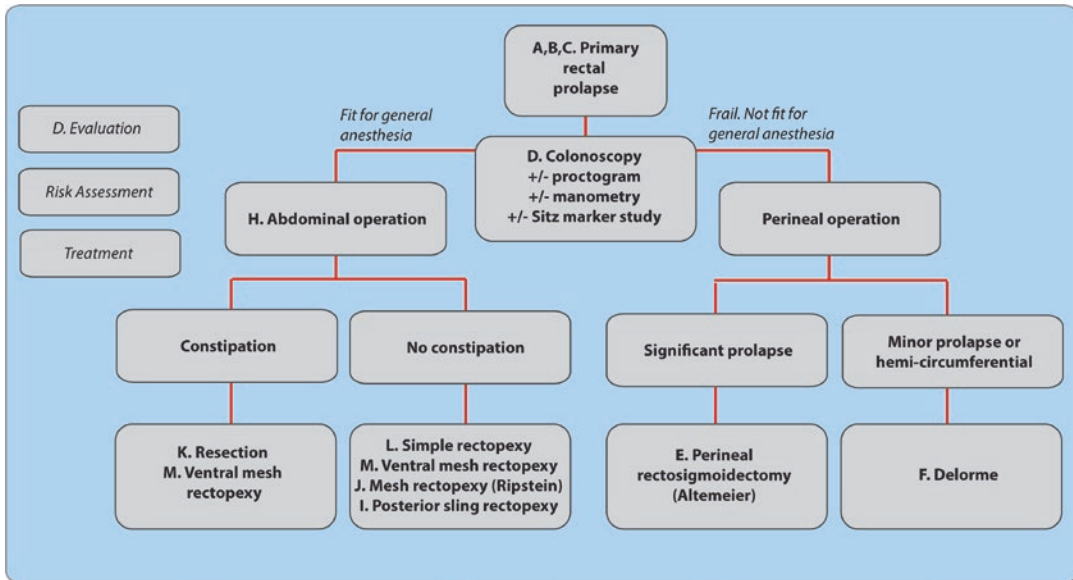 A,B,C. Primary
rectal
prolapse
D. Evaluation
Risk Assessment
Treatment
Fit for general
anesthesia
Frail. Not fit for
general anesthesia
D. Colonoscopy
+/- proctogram
+/- manometry
+/- Sitz marker study
H. Abdominal operation
Perineal operation
Constipation
No constipation
Significant prolapse
Minor prolapse or
hemi-circumferential
K. Resection
M. Ventral mesh
rectopexy
L. Simple rectopexy
M. Ventral mesh rectopexy
J. Mesh rectopexy (Ripstein)
I. Posterior sling rectopexy
E. Perineal
rectosigmoidectomy
(Altemeier)
F. Delorme